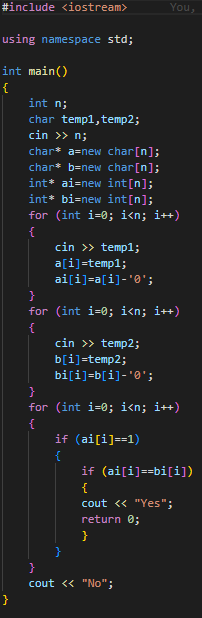 #include <iostream> You,
using namespace std;
int main()
{
    int n;
    char temp1,temp2;
    cin >> n;
    char* a=new char[n];
    char* b=new char[n];
    int* ai=new int[n];
    int* bi=new int[n];
    for (int i=0; i<n; i++)
    {
        cin >> temp1;
        a[i]=temp1;
        ai[i]=a[i]-'0';
    }
    for (int i=0; i<n; i++)
    {
        cin >> temp2;
        b[i]=temp2;
        bi[i]=b[i]-'0';
    }
    for (int i=0; i<n; i++)
    {
        if (ai[i]==1)
        {
            if (ai[i]==bi[i])
            {
            cout << "Yes";
            return 0;
            }
        }
    }
    cout << "No";
}